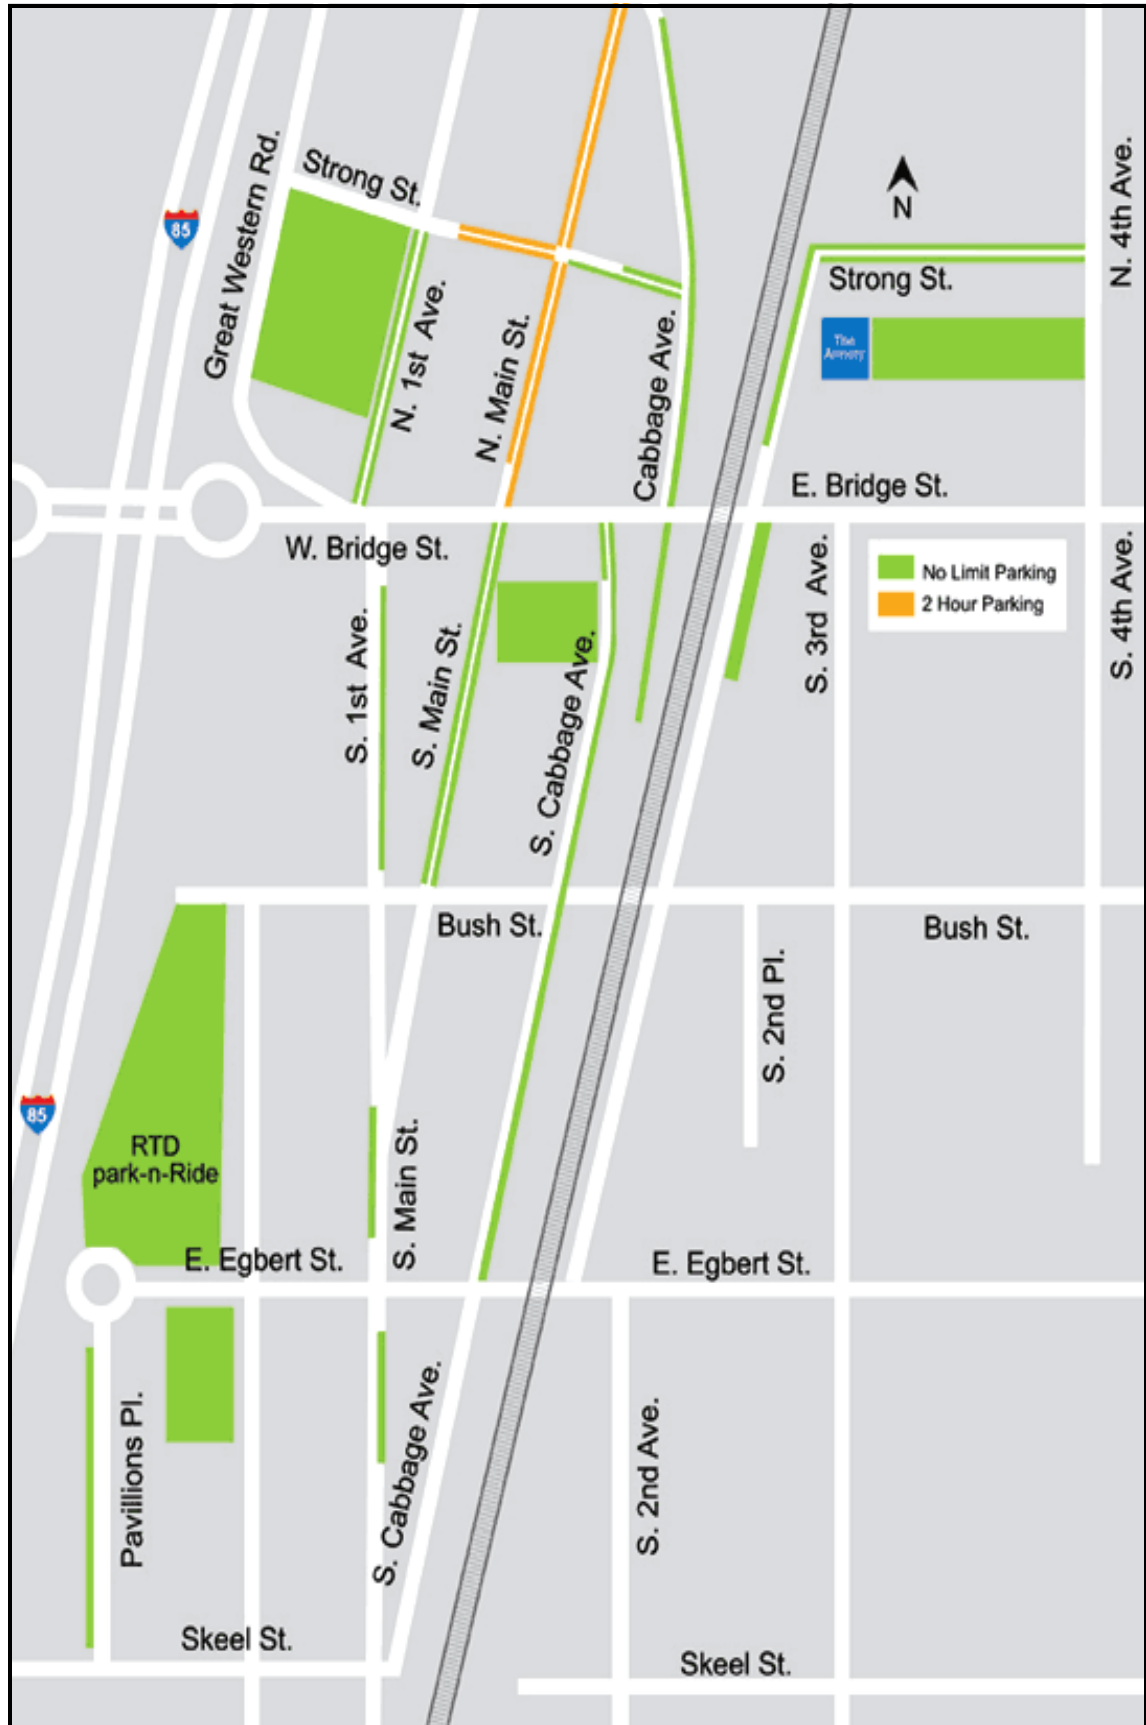 Great Western Rd.
Strong St.
N. 4th Ave.
85
N
Strong St.
N. 1st Ave.
N. Main St.
Cabbage Ave.
The
Armory
E. Bridge St.
W. Bridge St.
No Limit Parking
2 Hour Parking
S. 1st Ave.
S. Main St.
S. Cabbage Ave.
S. 3rd Ave.
S. 4th Ave.
Bush St.
Bush St.
S. 2nd Pl.
85
RTD
park-n-Ride
S. Main St.
E. Egbert St.
E. Egbert St.
Pavillions Pl.
S. Cabbage Ave.
S. 2nd Ave.
Skeel St.
Skeel St.